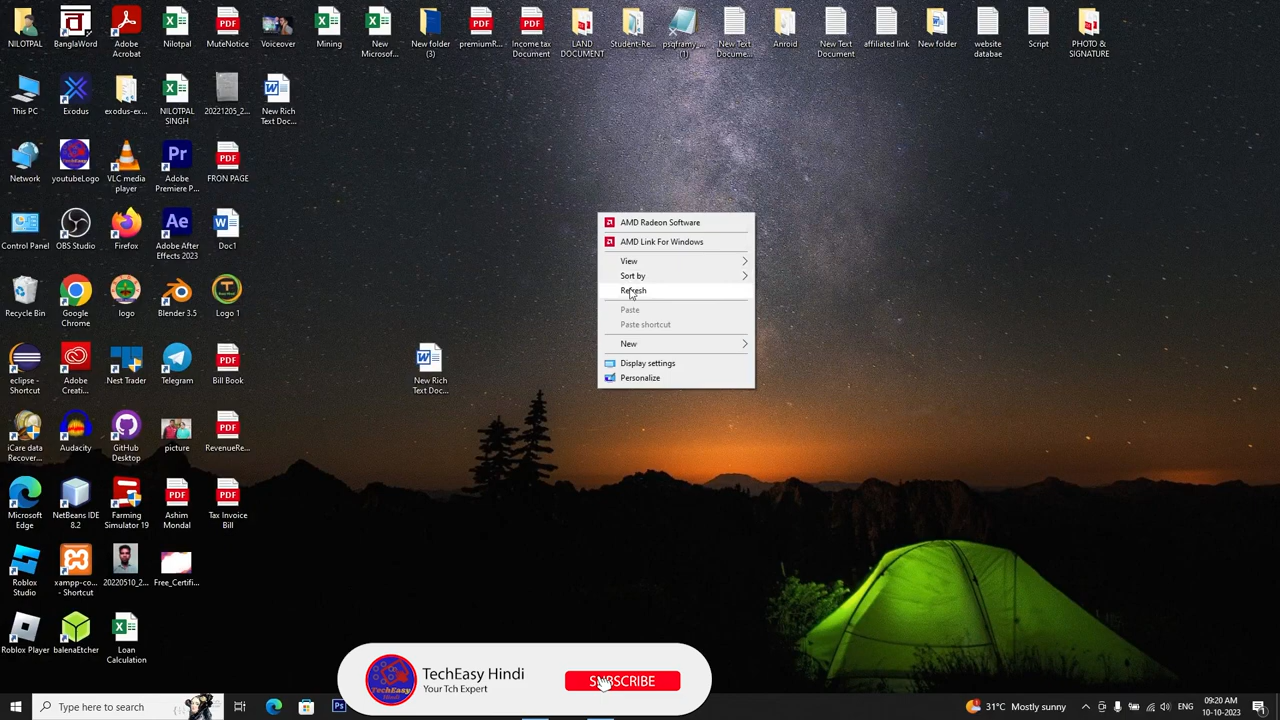 NILOTPAL
BanglaWord
Adobe
Acrobat
Nilotpal
MuteNotice
Voiceover
Mining
New
Microsof...
New folder
(3)
premiumR...
Income tax
Document
LAND
DOCUMENT
Student-Re...
psqframy_...
(1)
New Text
Docume...
Anroid
New Text
Document
affiliated link
New folder
website
databae
Script
PHOTO &
SIGNATURE
This PC
Exodus
exodus-ex...
NILOTPAL
SINGH
20221205_2...
New Rich
Text Doc...
Network
youtubeLogo
VLC media
player
Adobe
Premiere P...
FRON PAGE
Control Panel
OBS Studio
Firefox
Adobe After
Effects 2023
Doc1
Recycle Bin
Google
Chrome
logo
Blender 3.5
Logo 1
eclipse -
Shortcut
Adobe
Creati...
.Nest Trader
Telegram
Bill Book
New Rich
Text Doc...
iCare data
Recover...
Audacity
GitHub
Desktop
picture
RevenueRe...
Microsoft
Edge
NetBeans IDE
8.2
Farming
Simulator 19
Ashim
Mondal
Tax Invoice
Bill
Roblox
Studio
xampp-co...
- Shortcut
20220510_2...
Free_Certifi...
Roblox Player
balenaEtcher
Loan
Calculation
AMD Radeon Software
AMD Link For Windows
View
Sort by
Refresh
Paste
Paste shortcut
New
Display settings
Personalize
TechEasy Hindi
Your Tch Expert
SUBSCRIBE
Type here to search
31°C Mostly sunny
ENG
09:20 AM
10-10-2023